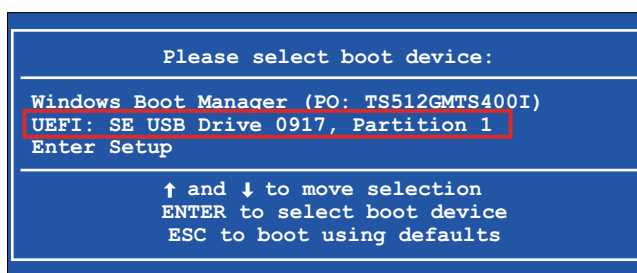 Please select boot device:
Windows Boot Manager (PO: TS512GMTS400I)
UEFI: SE USB Drive 0917, Partition 1
Enter Setup
↑ and ↓ to move selection
ENTER to select boot device
ESC to boot using defaults